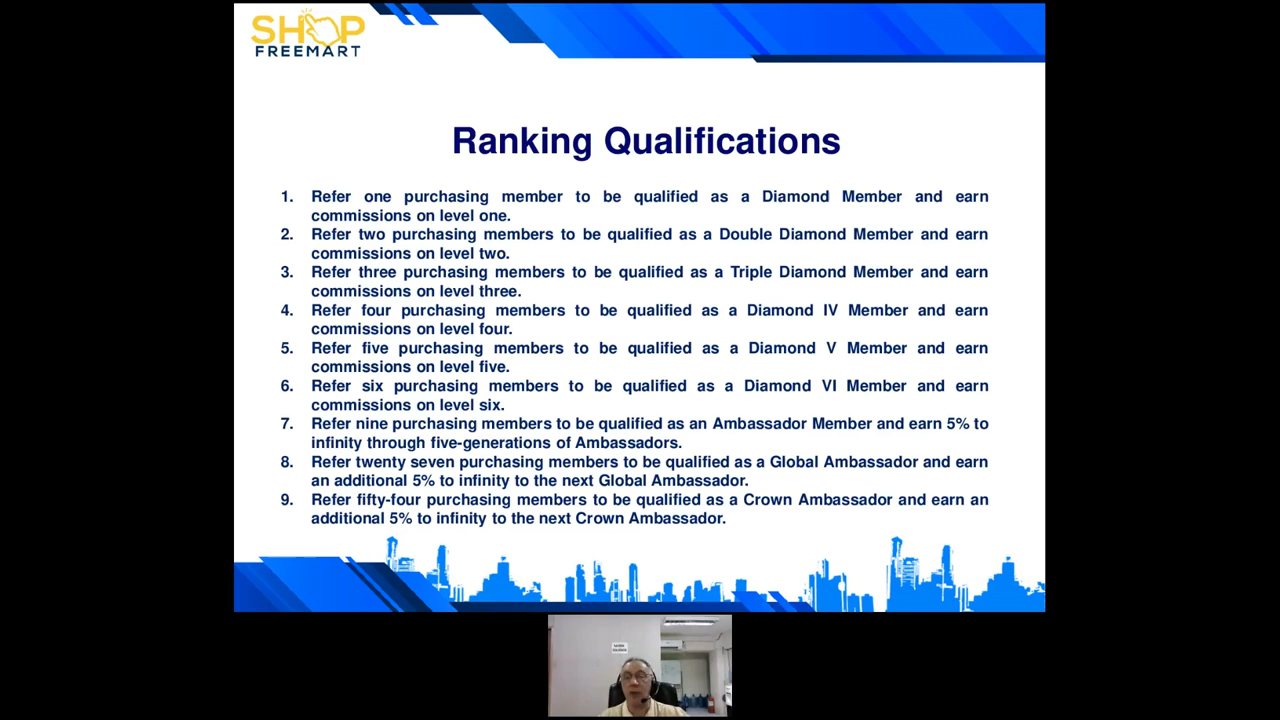 SHOP
FREEMART
Ranking Qualifications
1. Refer one purchasing member to be qualified as a Diamond Member and earn
commissions on level one.
2. Refer two purchasing members to be qualified as a Double Diamond Member and earn
commissions on level two.
3. Refer three purchasing members to be qualified as a Triple Diamond Member and earn
commissions on level three.
4. Refer four purchasing members to be qualified as a Diamond IV Member and earn
commissions on level four.
5. Refer five purchasing members to be qualified as a Diamond V Member and earn
commissions on level five.
6. Refer six purchasing members to be qualified as a Diamond VI Member and earn
commissions on level six.
7. Refer nine purchasing members to be qualified as an Ambassador Member and earn 5% to
infinity through five-generations of Ambassadors.
8. Refer twenty seven purchasing members to be qualified as a Global Ambassador and earn
an additional 5% to infinity to the next Global Ambassador.
9. Refer fifty-four purchasing members to be qualified as a Crown Ambassador and earn an
additional 5% to infinity to the next Crown Ambassador.